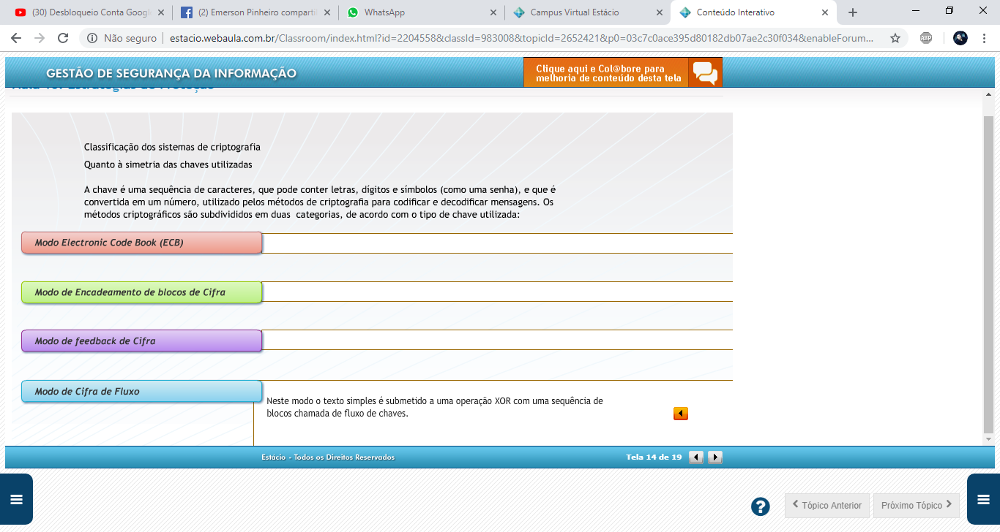 (30) Desbloqueio Conta Googl
(2) Emerson Pinheiro compartil
WhatsApp
Campus Virtual Estácio
Conteúdo Interativo
Não seguro
estacio.webaula.com.br/Classroom/index.html?id=2204558&classId=983008&topicId=2652421&p0=03c7c0ace395d80182db07ae2c30f034&enableForum...
ABP
GESTÃO DE SEGURANÇA DA INFORMAÇÃO
Clique aqui e Col@bore para
melhoria de conteúdo desta tela
Aula 10: Estratégias de Proteção
Classificação dos sistemas de criptografia
Quanto à simetria das chaves utilizadas
A chave é uma sequência de caracteres, que pode conter letras, dígitos e símbolos (como uma senha), e que é
convertida em um número, utilizado pelos métodos de criptografia para codificar e decodificar mensagens. Os
métodos criptográficos são subdivididos em duas categorias, de acordo com o tipo de chave utilizada:
Modo Electronic Code Book (ECB)
Modo de Encadeamento de blocos de Cifra
Modo de feedback de Cifra
Modo de Cifra de Fluxo
Neste modo o texto simples é submetido a uma operação XOR com uma sequência de
blocos chamada de fluxo de chaves.
Estácio - Todos os Direitos Reservados
Tela 14 de 19
?
Tópico Anterior
Próximo Tópico